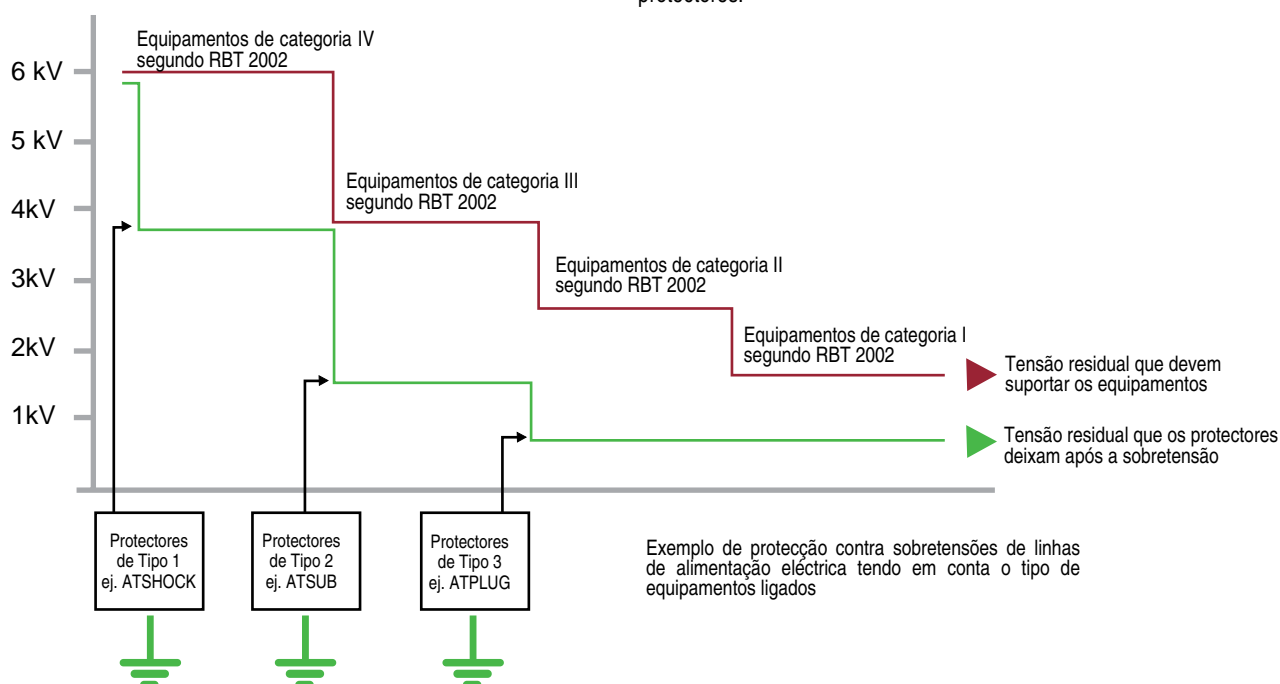 protectores.
Equipamentos de categoria IV
segundo RBT 2002
6 kV
5 kV
Equipamentos de categoria III
segundo RBT 2002
4kV
Equipamentos de categoria II
segundo RBT 2002
3kV
Equipamentos de categoria I
segundo RBT 2002
2kV
Tensão residual que devem
suportar os equipamentos
1kV
Tensão residual que os protectores
deixam após a sobretensão
Protectores
de Tipo 1
ej. ATSHOCK
Protectores
de Tipo 2
ej. ATSUB
Protectores
de Tipo 3
ej. ATPLUG
Exemplo de protecção contra sobretensões de linhas
de alimentação eléctrica tendo em conta o tipo de
equipamentos ligados